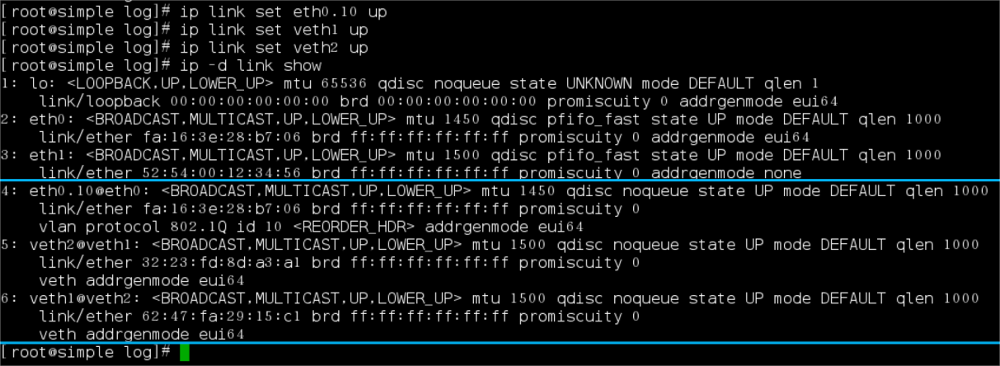 [root@simple log]# ip link set eth0.10 up
[root@simple log]# ip link set veth1 up
[root@simple log]# ip link set veth2 up
[root@simple log]# ip -d link show
1: lo: <LOOPBACK,UP,LOWER_UP> mtu 65536 qdisc noqueue state UNKNOWN mode DEFAULT qlen 1
    link/loopback 00:00:00:00:00:00 brd 00:00:00:00:00:00 promiscuity 0 addrgenmode eui64
2: eth0: <BROADCAST,MULTICAST,UP,LOWER_UP> mtu 1450 qdisc pfifo_fast state UP mode DEFAULT qlen 1000
    link/ether fa:16:3e:28:b7:06 brd ff:ff:ff:ff:ff:ff promiscuity 0 addrgenmode eui64
3: eth1: <BROADCAST,MULTICAST,UP,LOWER_UP> mtu 1500 qdisc pfifo_fast state UP mode DEFAULT qlen 1000
    link/ether 52:54:00:12:34:56 brd ff:ff:ff:ff:ff:ff promiscuity 0 addrgenmode none
4: eth0.10@eth0: <BROADCAST,MULTICAST,UP,LOWER_UP> mtu 1450 qdisc noqueue state UP mode DEFAULT qlen 1000
    link/ether fa:16:3e:28:b7:06 brd ff:ff:ff:ff:ff:ff promiscuity 0
    vlan protocol 802.1Q id 10 <REORDER_HDR> addrgenmode eui64
5: veth2@veth1: <BROADCAST,MULTICAST,UP,LOWER_UP> mtu 1500 qdisc noqueue state UP mode DEFAULT qlen 1000
    link/ether 32:23:fd:8d:a3:a1 brd ff:ff:ff:ff:ff:ff promiscuity 0
    veth addrgenmode eui64
6: veth1@veth2: <BROADCAST,MULTICAST,UP,LOWER_UP> mtu 1500 qdisc noqueue state UP mode DEFAULT qlen 1000
    link/ether 62:47:fa:29:15:c1 brd ff:ff:ff:ff:ff:ff promiscuity 0
    veth addrgenmode eui64
[root@simple log]#